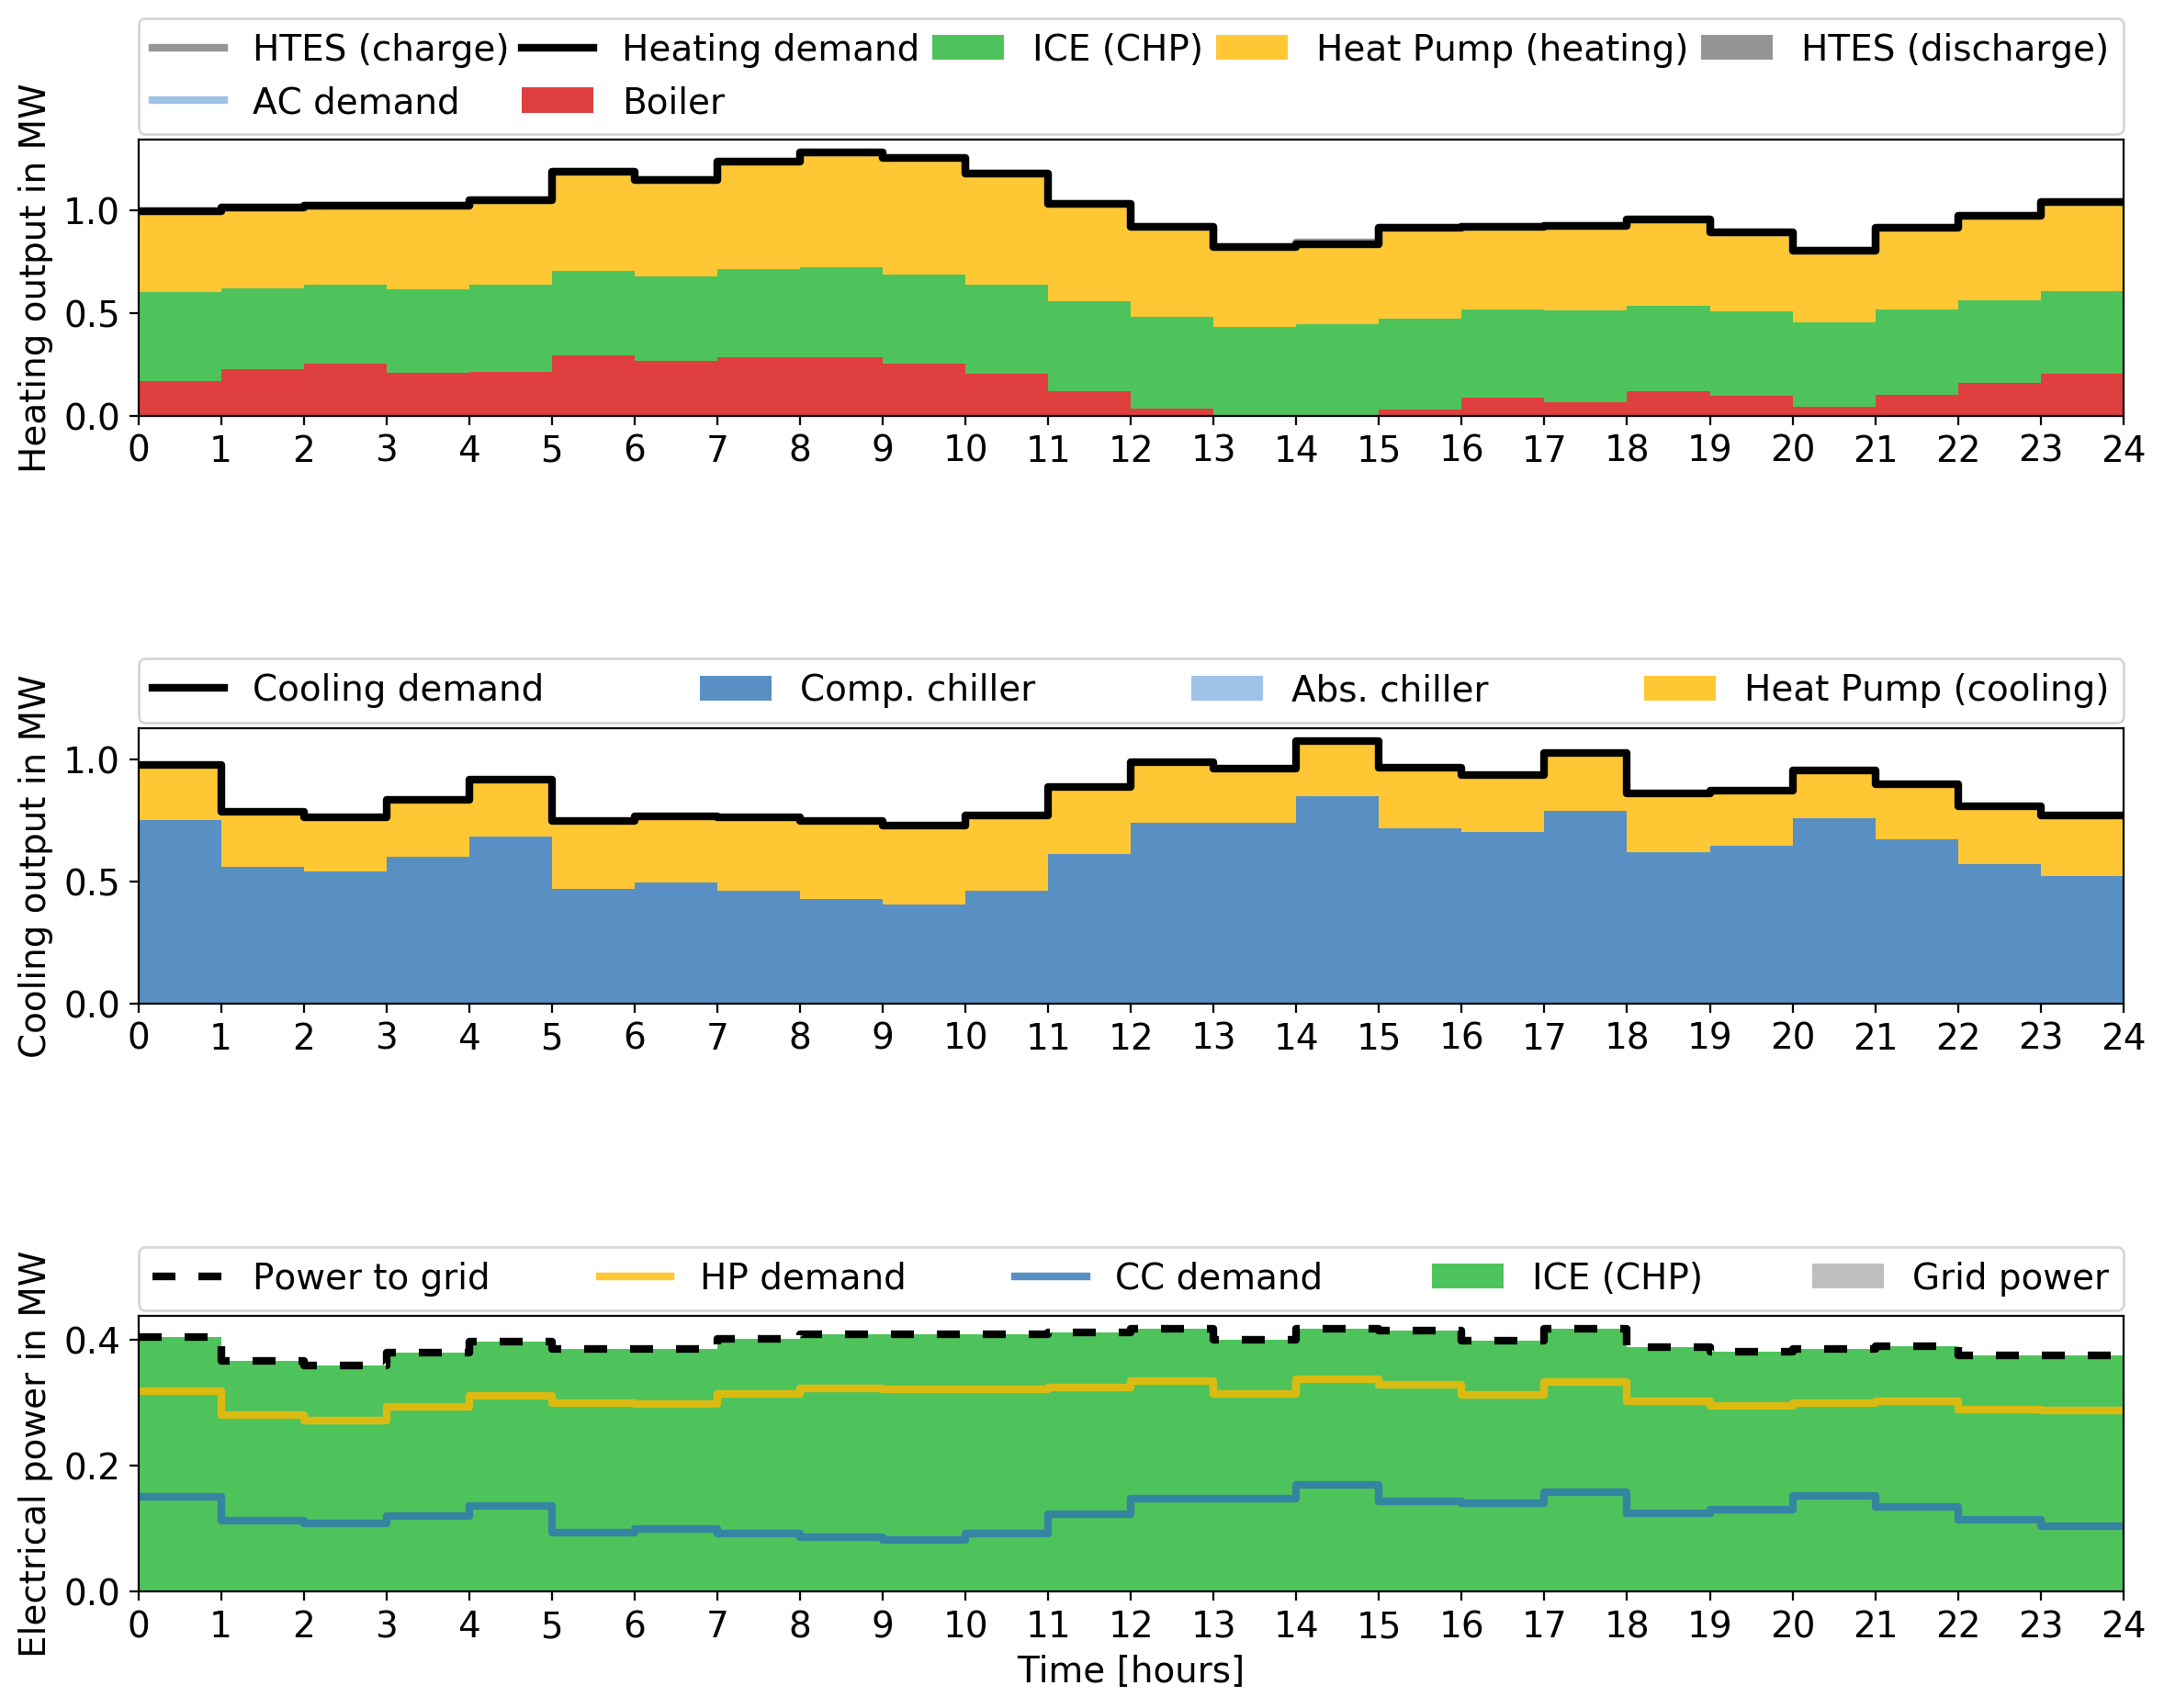 HTES (charge) Heating demand ICE (CHP) Heat Pump (heating) HTES (discharge)
AC demand Boiler
Heating output in MW
1.0
0.5
0.0
0 1 2 3 4 5 6 7 8 9 10 11 12 13 14 15 16 17 18 19 20 21 22 23 24
Cooling demand Comp. chiller Abs. chiller Heat Pump (cooling)
Cooling output in MW
1.0
0.5
0.0
0 1 2 3 4 5 6 7 8 9 10 11 12 13 14 15 16 17 18 19 20 21 22 23 24
Power to grid HP demand CC demand ICE (CHP) Grid power
Electrical power in MW
0.4
0.2
0.0
0 1 2 3 4 5 6 7 8 9 10 11 12 13 14 15 16 17 18 19 20 21 22 23 24
Time [hours]